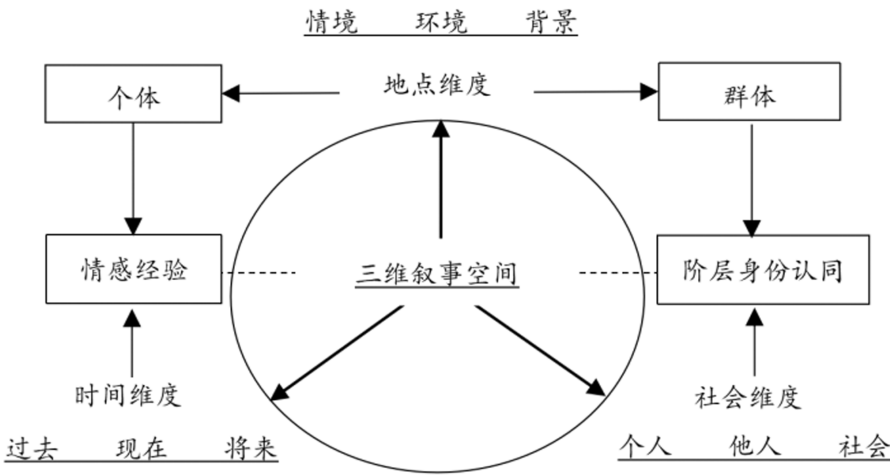 情境 环境 背景
个体 地点维度 群体
情感经验 三维叙事空间 阶层身份认同
时间维度 社会维度
过去 现在 将来 个人 他人 社会